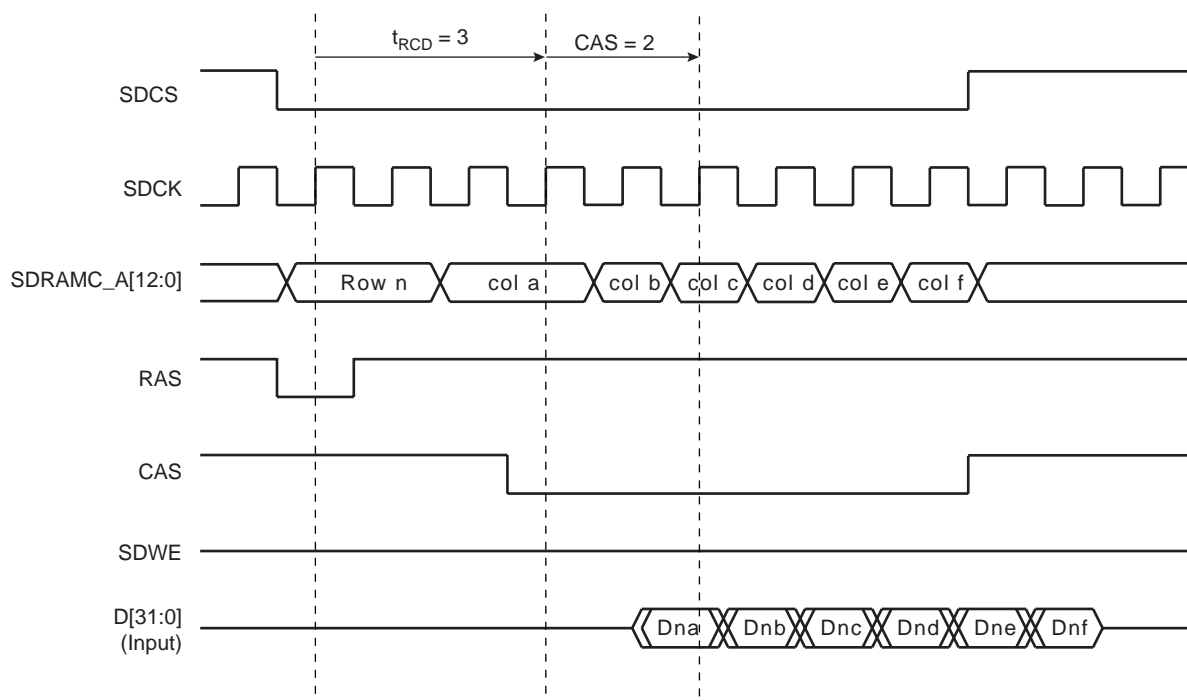 tRCD = 3 CAS = 2
SDCS
SDCK
SDRAMC_A[12:0] Row n col a col b col c col d col e col f
RAS
CAS
SDWE
D[31:0]
(Input)
Dna Dnb Dnc Dnd Dne Dnf